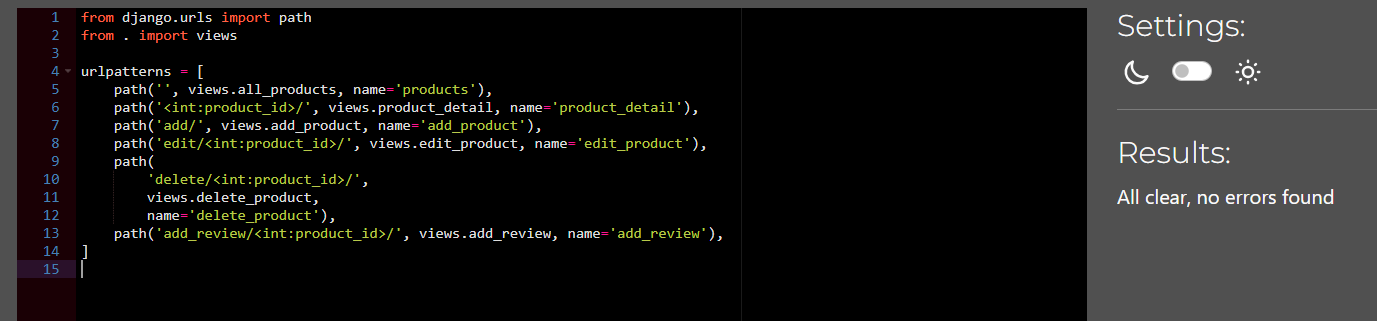 1 from django.urls import path
2 from . import views
3
4 urlpatterns = [
5     path('', views.all_products, name='products'),
6     path('<int:product_id>/', views.product_detail, name='product_detail'),
7     path('add/', views.add_product, name='add_product'),
8     path('edit/<int:product_id>/', views.edit_product, name='edit_product'),
9     path(
10         'delete/<int:product_id>/',
11         views.delete_product,
12         name='delete_product'),
13     path('add_review/<int:product_id>/', views.add_review, name='add_review'),
14 ]
15
Settings:
Results:
All clear, no errors found